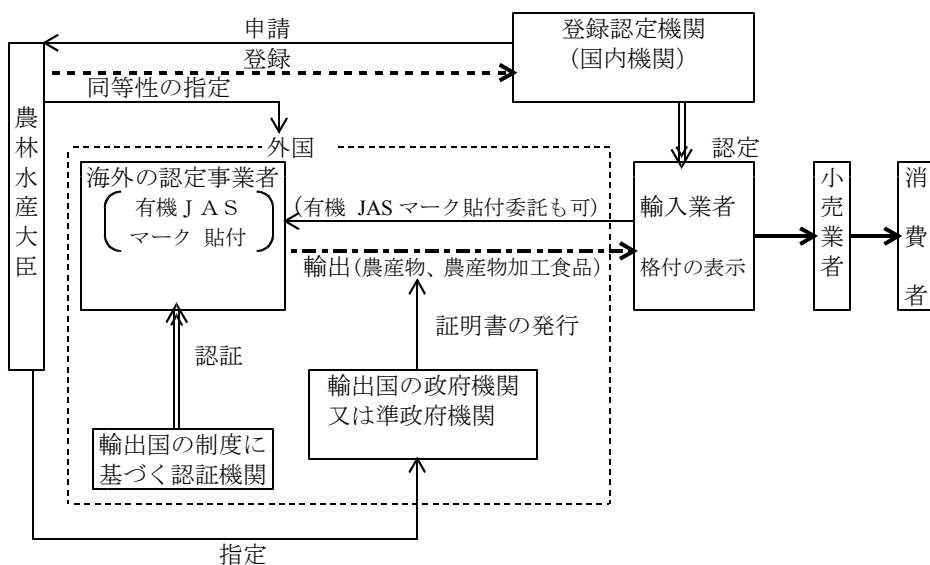 申請
登録認定機関
（国内機関）
登録
同等性の指定
農林水産大臣
外国
認定
海外の認定事業者
有機ＪＡＳ
マーク 貼付
（有機 JAS マーク貼付委託も可）
輸入業者
格付の表示
小売業者
消費者
輸出（農産物、農産物加工食品）
証明書の発行
認証
輸出国の政府機関
又は準政府機関
輸出国の制度に
基づく認証機関
指定